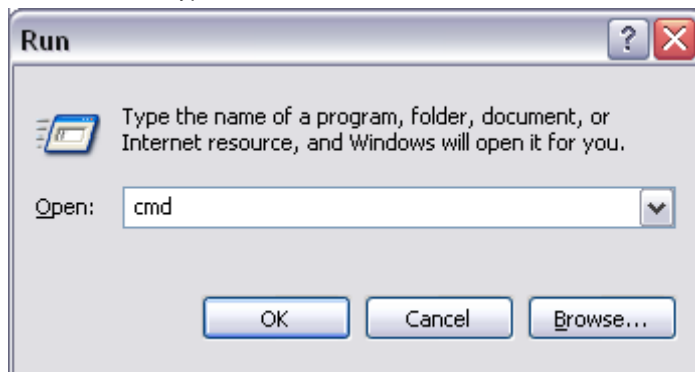 Run
Type the name of a program, folder, document, or
Internet resource, and Windows will open it for you.
Open:
cmd
OK
Cancel
Browse...